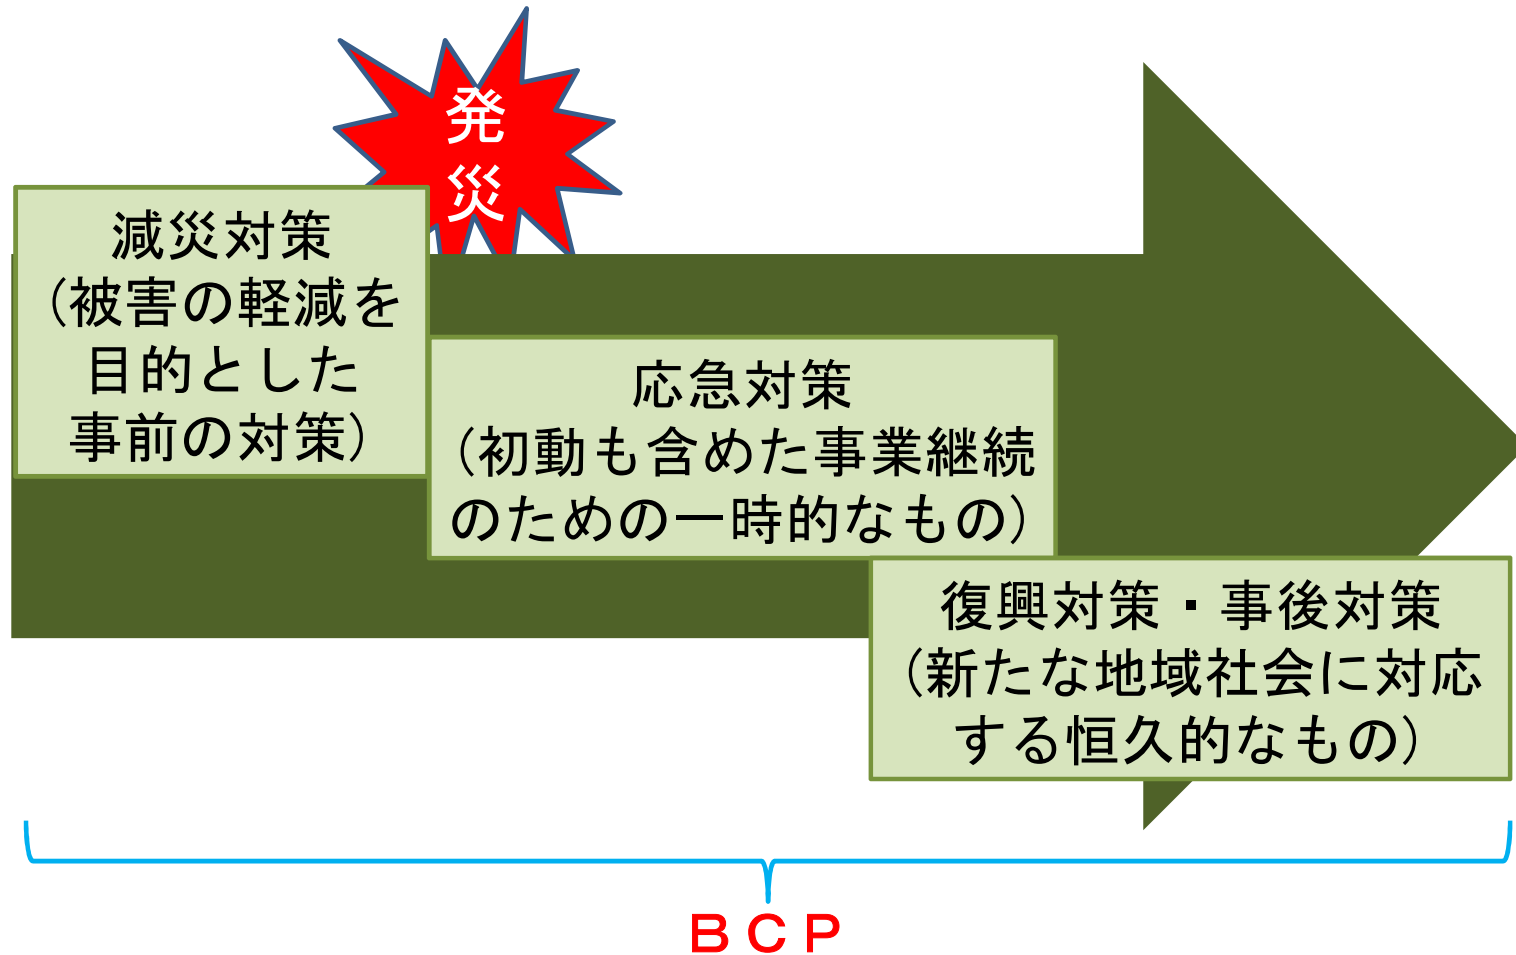 発
災
減災対策
（被害の軽減を
目的とした
事前の対策）
応急対策
（初動も含めた事業継続
のための一時的なもの）
復興対策・事後対策
（新たな地域社会に対応
する恒久的なもの）
ＢＣＰ